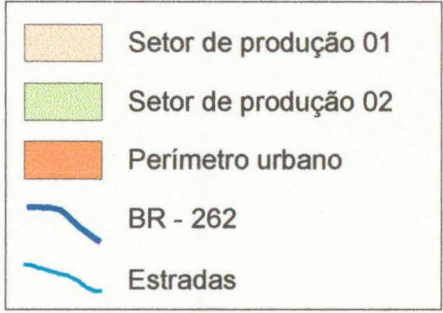 Setor de produção 01
Setor de produção 02
Perímetro urbano
BR - 262
Estradas